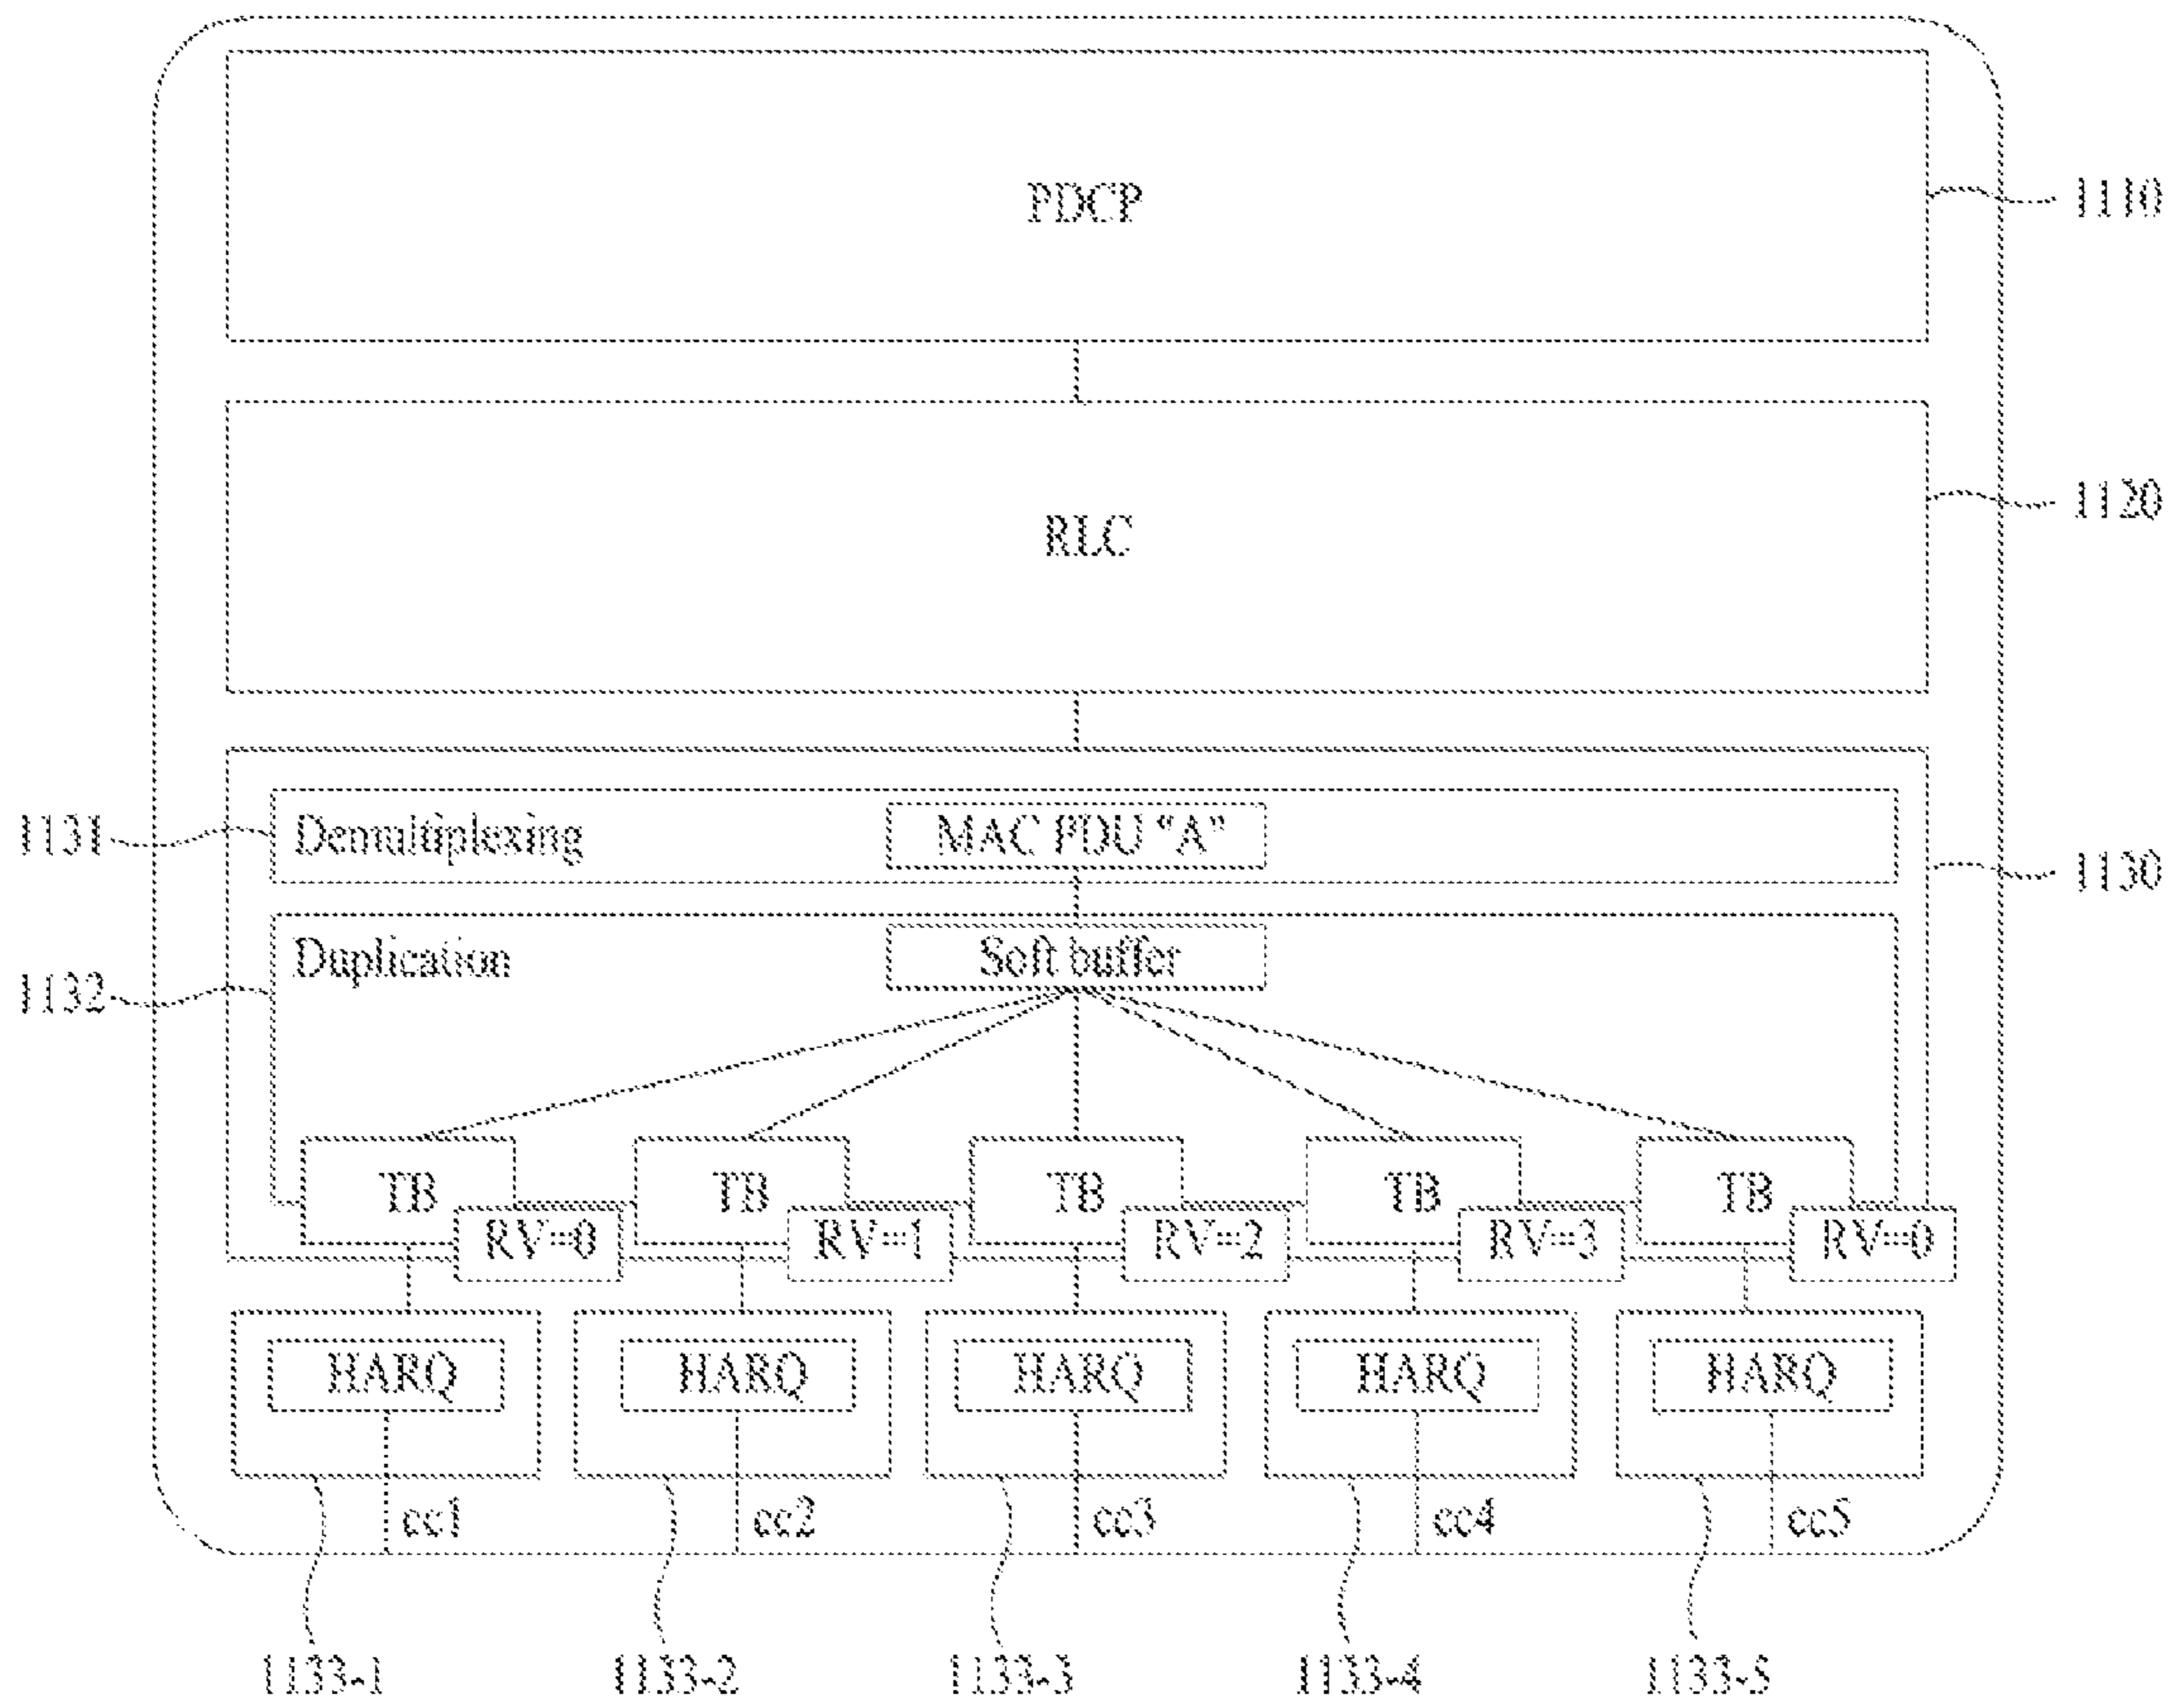 PDCP
1110
RLC
1120
1131
Demultiplexing
MAC PDU "A"
1130
Duplication
Soft buffer
1132
TB TB TB TB TB
RV=0 RV=1 RV=2 RV=3 RV=0
HARQ HARQ HARQ HARQ HARQ
cc1 cc2 cc3 cc4 cc5
1133-1 1133-2 1133-3 1133-4 1133-5